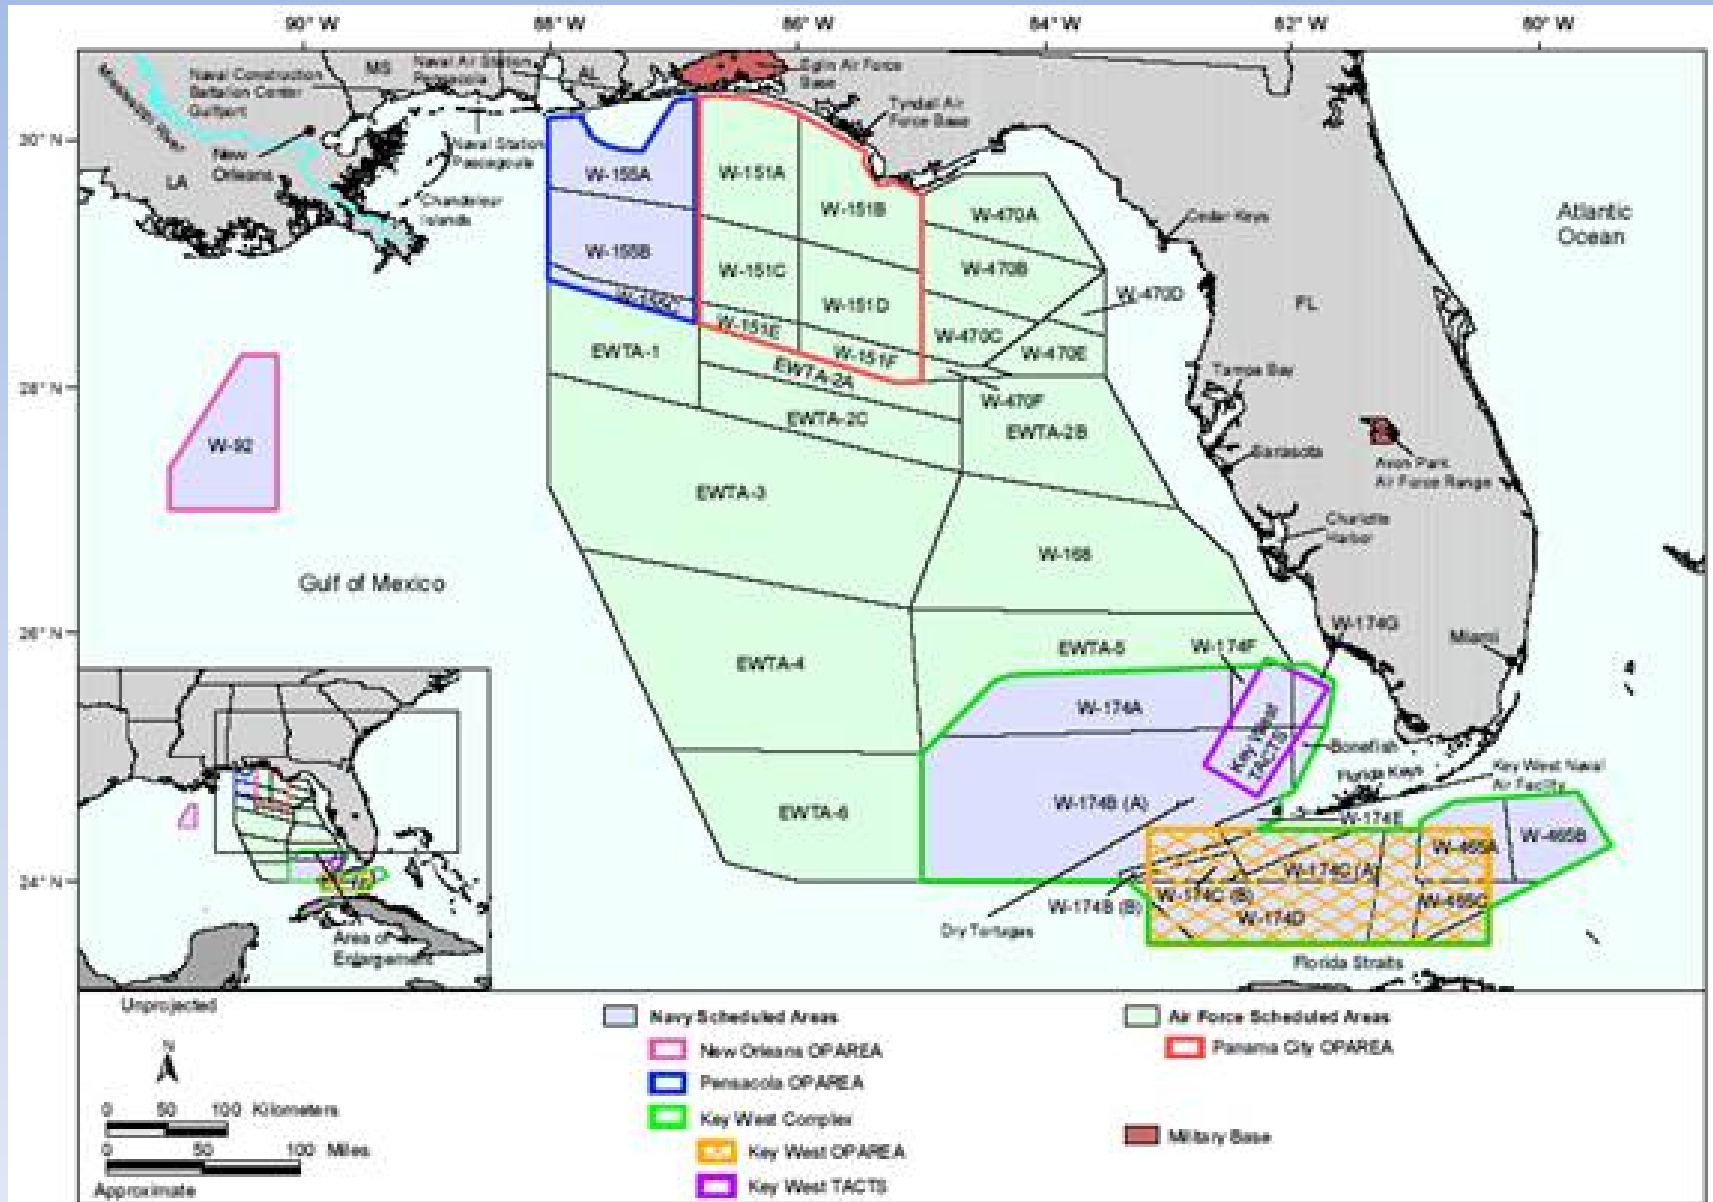 90° W
88° W
86° W
84° W
82° W
80° W
30° N
28° N
26° N
24° N
MS
AL
Naval Construction
Battalion Center
Gulfport
Naval Air Station
Pensacola
Eglin Air Force
Base
Tyndall Air
Force Base
Mississippi River
New
Orleans
LA
Naval Station
Pascagoula
Chandeleur
Islands
W-155A
W-155B
W-155C
W-151A
W-151B
W-151C
W-151D
W-151E
W-151F
W-470A
W-470B
W-470C
W-470D
W-470E
W-470F
Cedar Keys
Atlantic
Ocean
FL
EWTA-1
EWTA-2A
EWTA-2C
EWTA-2B
EWTA-3
EWTA-4
EWTA-5
EWTA-6
W-168
W-92
Gulf of Mexico
Tampa Bay
Sarasota
Avon Park
Air Force Range
Charlotte
Harbor
W-174G
W-174F
Miami
W-174A
Key West
TACTS
Bonefish
Florida Keys
Key West Naval
Air Facility
W-174B (A)
W-174E
W-465A
W-465B
W-174C (A)
W-174C (B)
W-174B (B)
W-174D
W-465C
Dry Tortugas
Florida Straits
Area of
Enlargement
Unprojected
N
0 50 100 Kilometers
0 50 100 Miles
Approximate
Navy Scheduled Areas
New Orleans OPAREA
Pensacola OPAREA
Key West Complex
Key West OPAREA
Key West TACTS
Air Force Scheduled Areas
Panama City OPAREA
Military Base